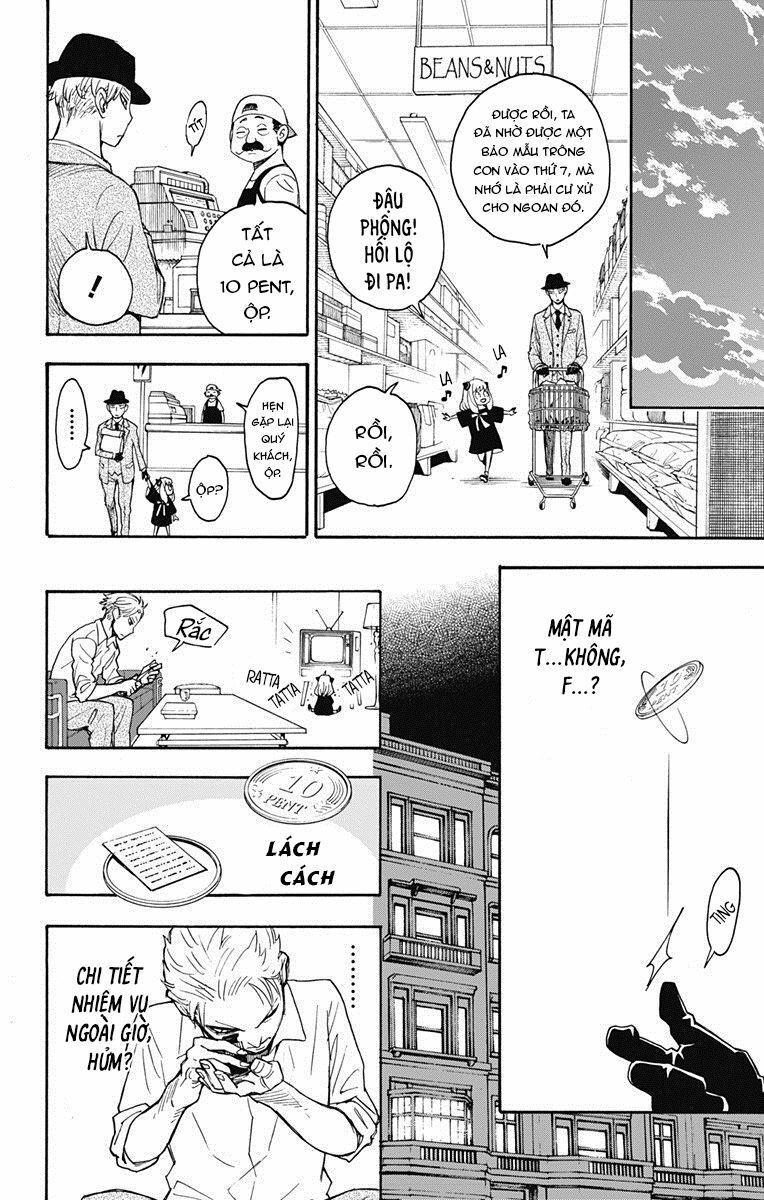 BEANS&NUTS
ĐƯỢC RỒI, TA
ĐÃ NHỜ ĐƯỢC MỘT
BẢO MẪU TRÔNG
CON VÀO THỨ 7, MÀ
NHỚ LÀ PHẢI CƯ XỬ
CHO NGOAN ĐÓ.
ĐẬU
PHỘNG!
HỐI LỘ
ĐI PA!
LA
LA
RỒI,
RỒI.
TIT
TẤT
CẢ LÀ
10 PENT,
ỘP.
!
HẸN
GẶP LẠI
QUÝ
KHÁCH,
ỘP.
ỘP?
......
MẬT MÃ
T...KHÔNG,
F...?
TING
RẮC
RATTA
TATTA
TATTA
10
PENT
LÁCH
CÁCH
.........
CHI TIẾT
NHIỆM VỤ
NGOÀI GIỜ,
HỬM?